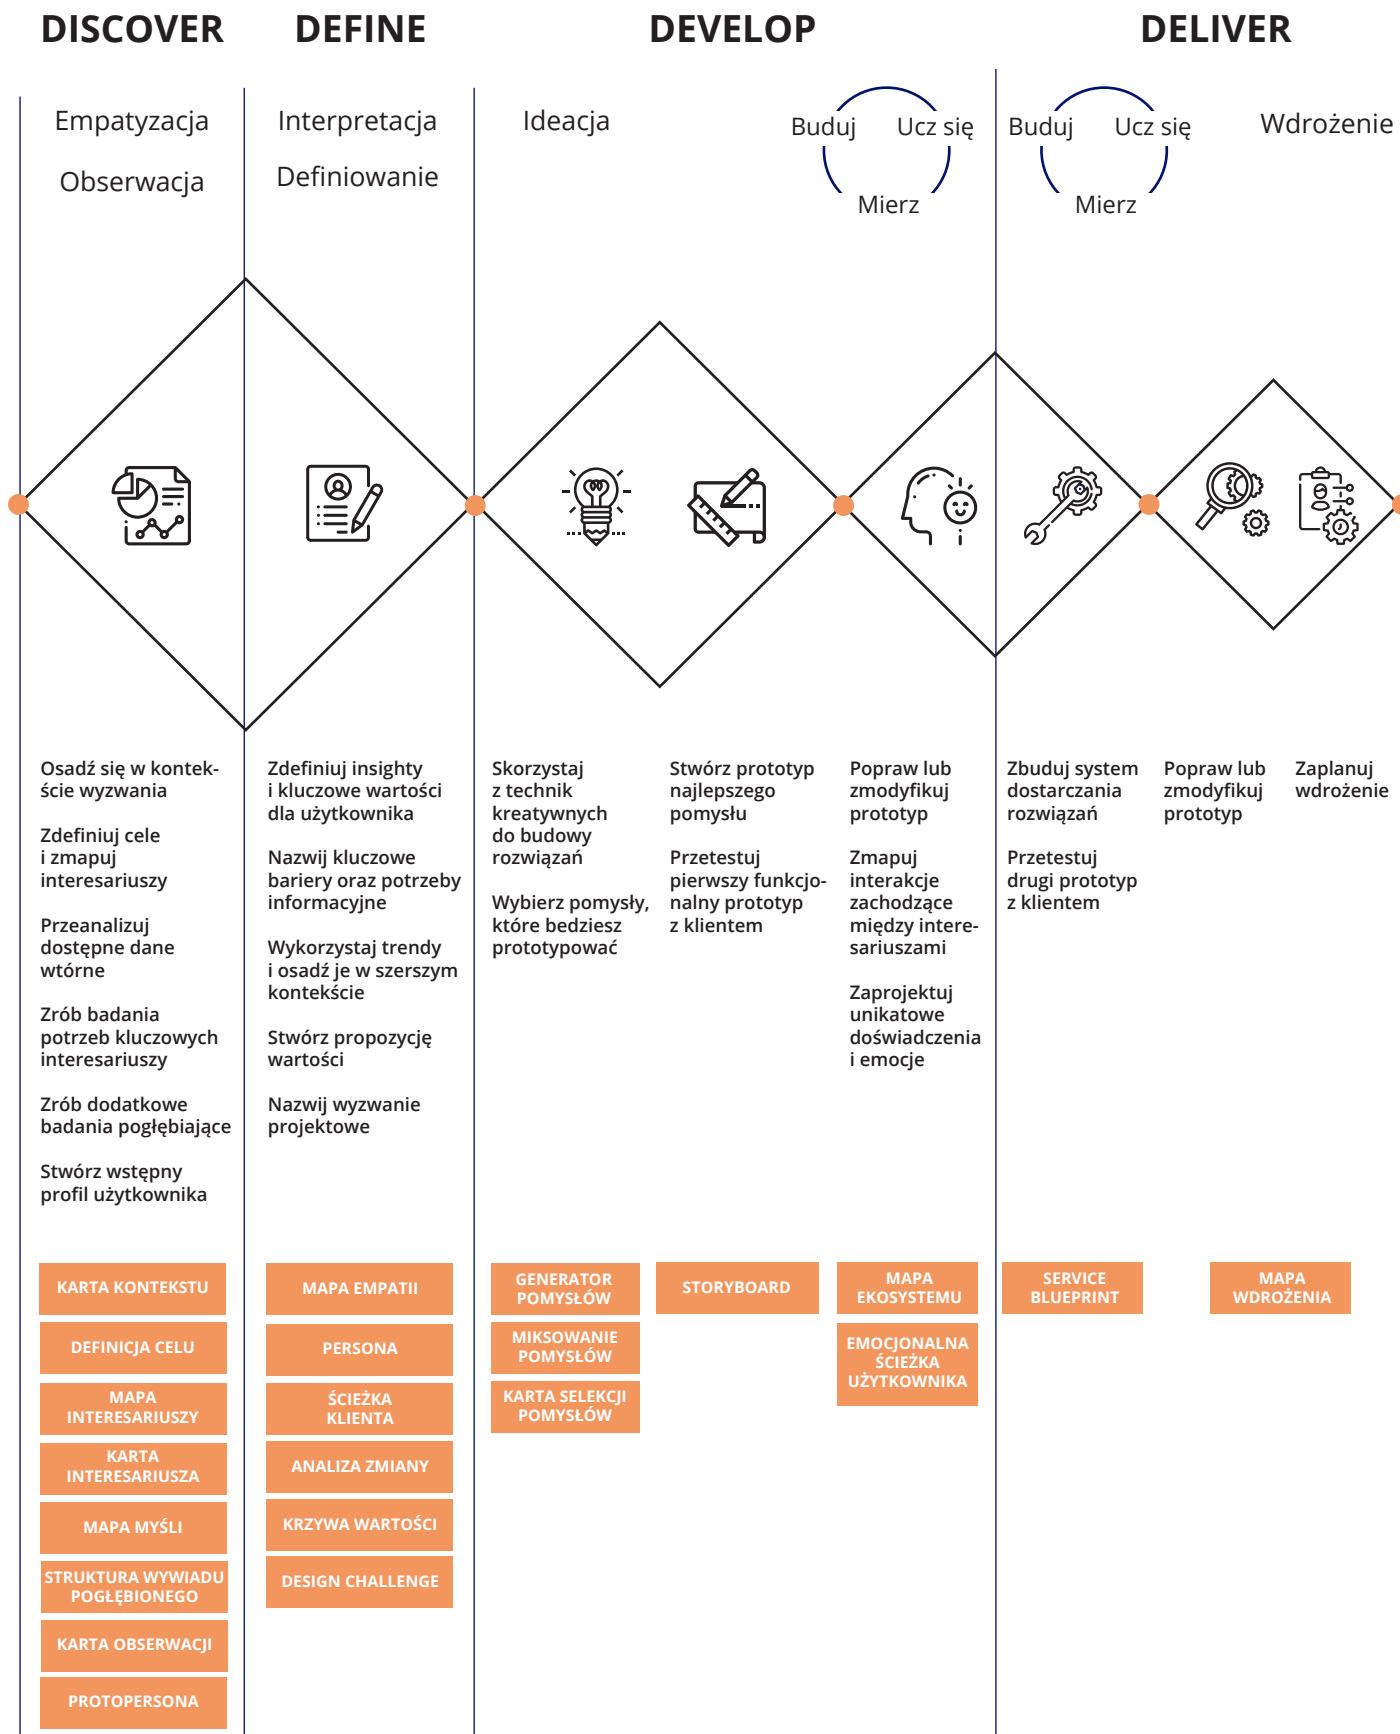 DISCOVER
DEFINE
DEVELOP
DELIVER
Empatyzacja
Obserwacja
Interpretacja
Definiowanie
Ideacja
Buduj
Ucz się
Mierz
Buduj
Ucz się
Mierz
Wdrożenie
Osadź się w kontek-
ście wyzwania
Zdefiniuj cele
i zmapuj
interesariuszy
Przeanalizuj
dostępne dane
wtórne
Zrób badania
potrzeb kluczowych
interesariuszy
Zrób dodatkowe
badania pogłębiające
Stwórz wstępny
profil użytkownika
Zdefiniuj insighty
i kluczowe wartości
dla użytkownika
Nazwij kluczowe
bariery oraz potrzeby
informacyjne
Wykorzystaj trendy
i osadź je w szerszym
kontekście
Stwórz propozycję
wartości
Nazwij wyzwanie
projektowe
Skorzystaj
z technik
kreatywnych
do budowy
rozwiązań
Wybierz pomysły,
które bedziesz
prototypować
Stwórz prototyp
najlepszego
pomysłu
Przetestuj
pierwszy funkcjo-
nalny prototyp
z klientem
Popraw lub
zmodyfikuj
prototyp
Zmapuj
interakcje
zachodzące
między intere-
sariuszami
Zaprojektuj
unikatowe
doświadczenia
i emocje
Zbuduj system
dostarczania
rozwiązań
Przetestuj
drugi prototyp
z klientem
Popraw lub
zmodyfikuj
prototyp
Zaplanuj
wdrożenie
KARTA KONTEKSTU
DEFINICJA CELU
MAPA
INTERESARIUSZY
KARTA
INTERESARIUSZA
MAPA MYŚLI
STRUKTURA WYWIADU
POGŁĘBIONEGO
KARTA OBSERWACJI
PROTOPERSONA
MAPA EMPATII
PERSONA
ŚCIEŻKA
KLIENTA
ANALIZA ZMIANY
KRZYWA WARTOŚCI
DESIGN CHALLENGE
GENERATOR
POMYSŁÓW
MIKSOWANIE
POMYSŁÓW
KARTA SELEKCJI
POMYSŁÓW
STORYBOARD
MAPA
EKOSYSTEMU
EMOCJONALNA
ŚCIEŻKA
UŻYTKOWNIKA
SERVICE
BLUEPRINT
MAPA
WDROŻENIA